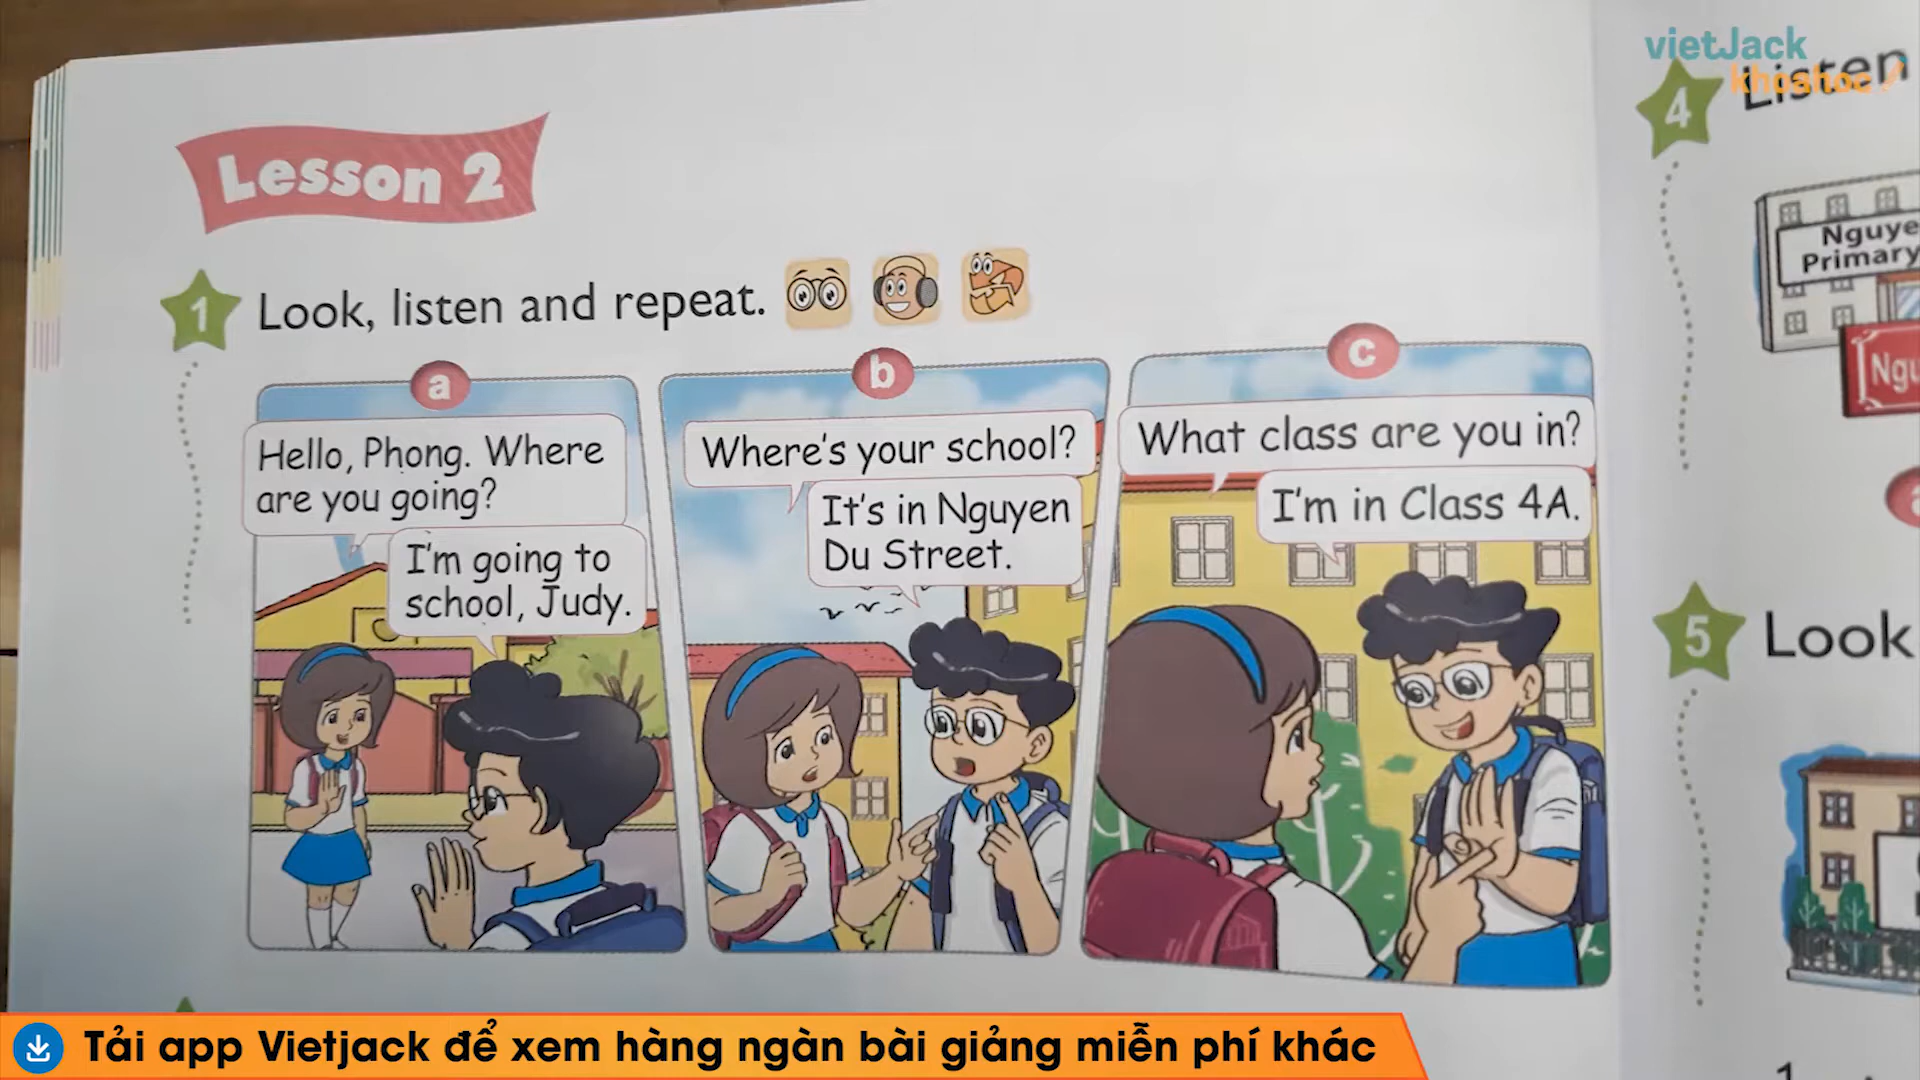 vietJack
khoahoc
Lesson 2
1 Look, listen and repeat.
a
Hello, Phong. Where
are you going?
I'm going to
school, Judy.
b
Where's your school?
It's in Nguyen
Du Street.
c
What class are you in?
I'm in Class 4A.
4 Listen
Primary
5 Look
Tải app Vietjack để xem hàng ngàn bài giảng miễn phí khác